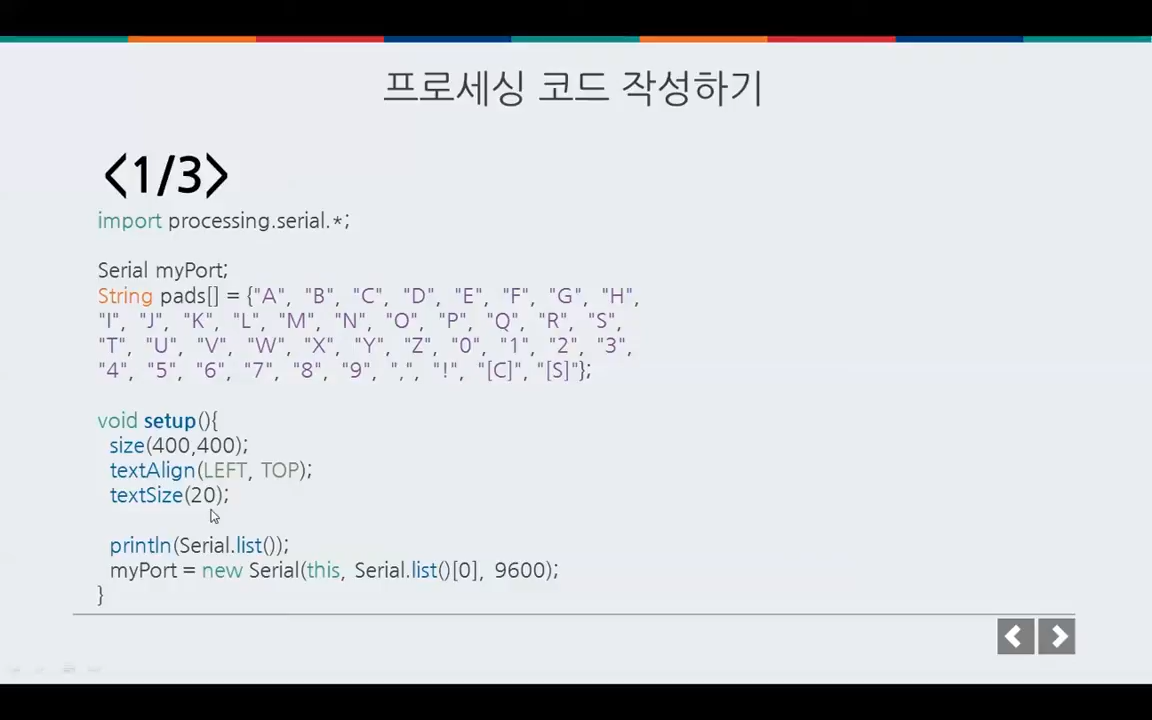 프로세싱 코드 작성하기
<1/3>
import processing.serial.*;
Serial myPort;
String pads[] = {"A", "B", "C", "D", "E", "F", "G", "H",
"I", "J", "K", "L", "M", "N", "O", "P", "Q", "R", "S",
"T", "U", "V", "W", "X", "Y", "Z", "0", "1", "2", "3",
"4", "5", "6", "7", "8", "9", ",", "!", "[C]", "[S]"};
void setup(){
size(400,400);
textAlign(LEFT, TOP);
textSize(20);
println(Serial.list());
myPort = new Serial(this, Serial.list()[0], 9600);
}